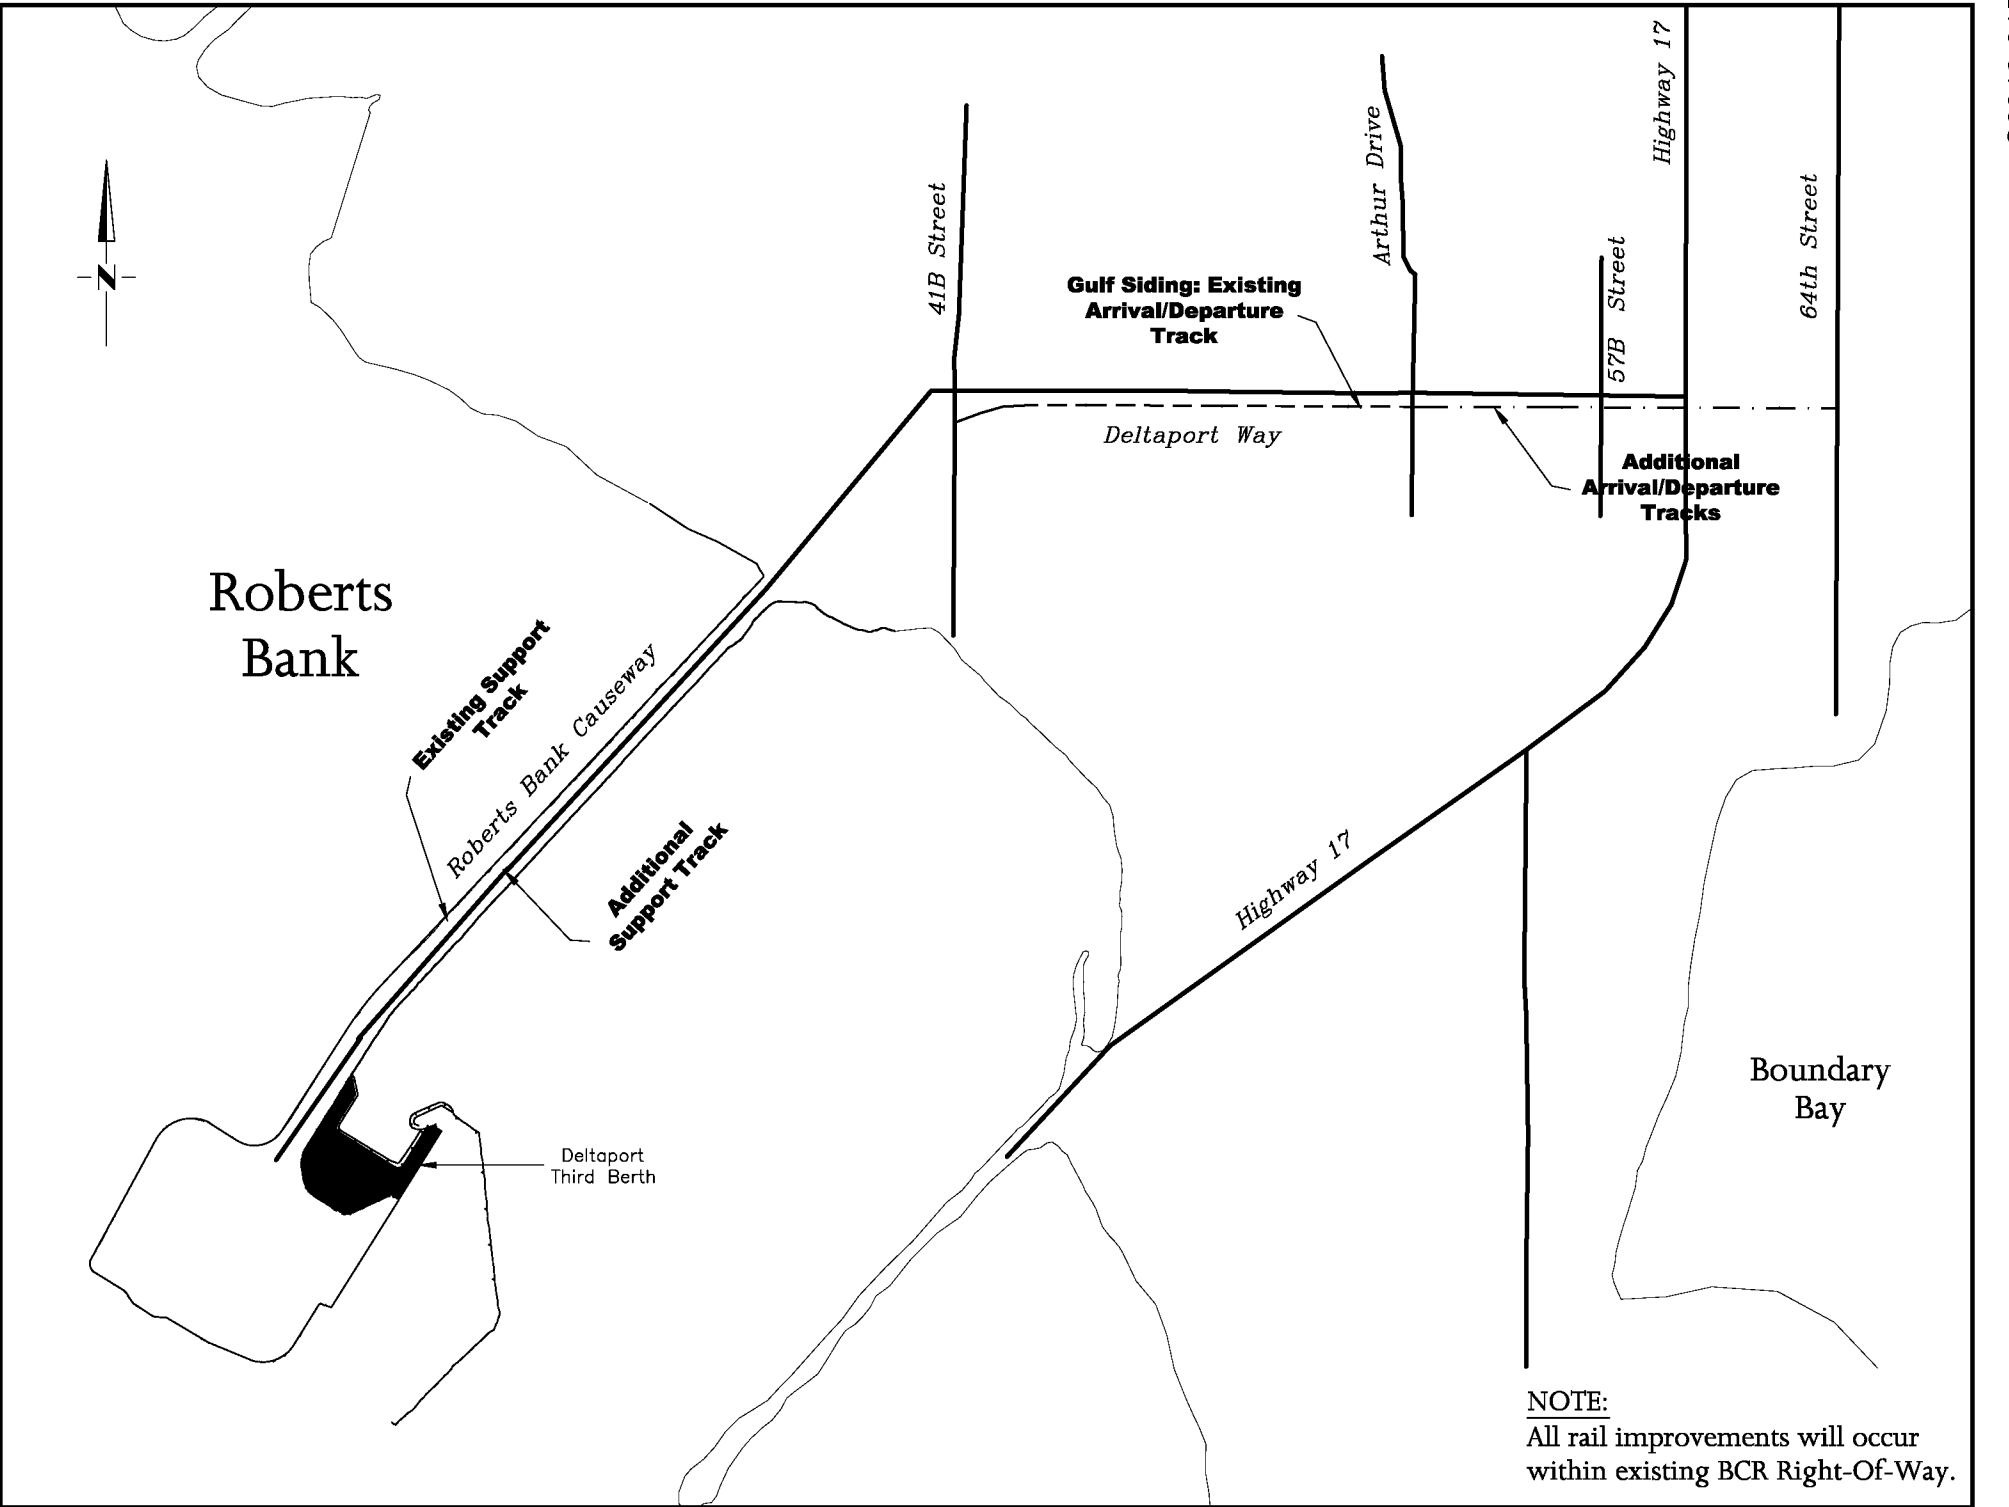 Highway 17
Arthur Drive
64th Street
41B Street
57B Street
Gulf Siding: Existing
Arrival/Departure
Track
Deltaport Way
Additional
Arrival/Departure
Tracks
Roberts
Bank
Existing Support
Track
Roberts Bank Causeway
Additional
Support Track
Highway 17
N
Boundary
Bay
Deltaport
Third Berth
NOTE:
All rail improvements will occur
within existing BCR Right-Of-Way.